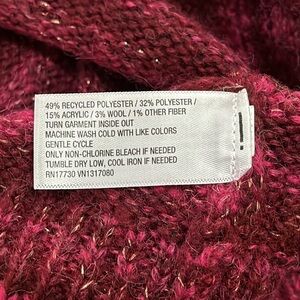 49% RECYCLED POLYESTER / 32% POLYESTER /
15% ACRYLIC / 3% WOOL / 1% OTHER FIBER
TURN GARMENT INSIDE OUT
MACHINE WASH COLD WITH LIKE COLORS
GENTLE CYCLE
ONLY NON-CHLORINE BLEACH IF NEEDED
TUMBLE DRY LOW, COOL IRON IF NEEDED
RN17730 VN1317080